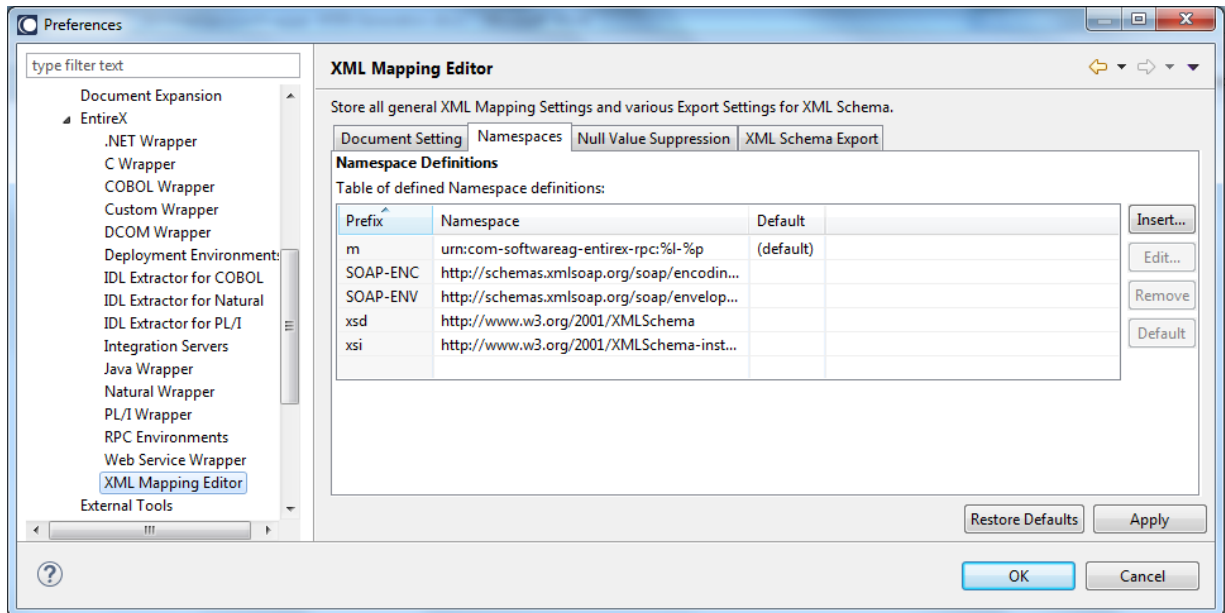 Preferences
type filter text
Document Expansion
EntireX
.NET Wrapper
C Wrapper
COBOL Wrapper
Custom Wrapper
DCOM Wrapper
Deployment Environments
IDL Extractor for COBOL
IDL Extractor for Natural
IDL Extractor for PL/I
Integration Servers
Java Wrapper
Natural Wrapper
PL/I Wrapper
RPC Environments
Web Service Wrapper
XML Mapping Editor
External Tools
XML Mapping Editor
Store all general XML Mapping Settings and various Export Settings for XML Schema.
Document Setting Namespaces Null Value Suppression XML Schema Export
Namespace Definitions
Table of defined Namespace definitions:
Prefix Namespace Default
m urn:com-softwareag-entirex-rpc:%l-%p (default)
SOAP-ENC http://schemas.xmlsoap.org/soap/encodin...
SOAP-ENV http://schemas.xmlsoap.org/soap/envelop...
xsd http://www.w3.org/2001/XMLSchema
xsi http://www.w3.org/2001/XMLSchema-inst...
Insert...
Edit...
Remove
Default
Restore Defaults Apply
OK Cancel